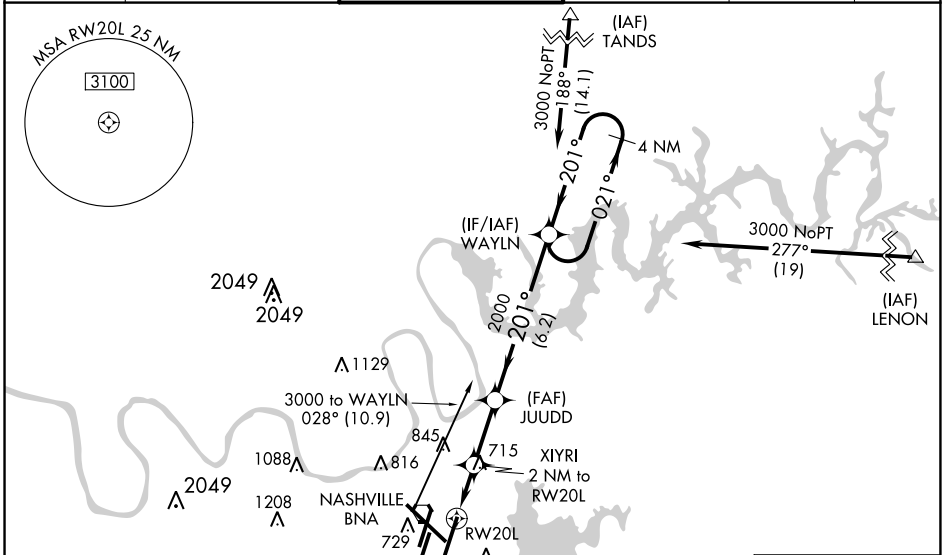 MSA RW20L 25 NM
3100
(IAF)
TANDS
3000 NoPT
188°
(14.1)
4 NM
201°
021°
(IF/IAF)
WAYLN
3000 NoPT
277°
(19)
(IAF)
LENON
2049
2049
2000
201°
(6.2)
1129
3000 to WAYLN
028° (10.9)
(FAF)
JUUDD
845
715
XIYRI
2 NM to
RW20L
1088
816
2049
1208
NASHVILLE
BNA
729
RW20L